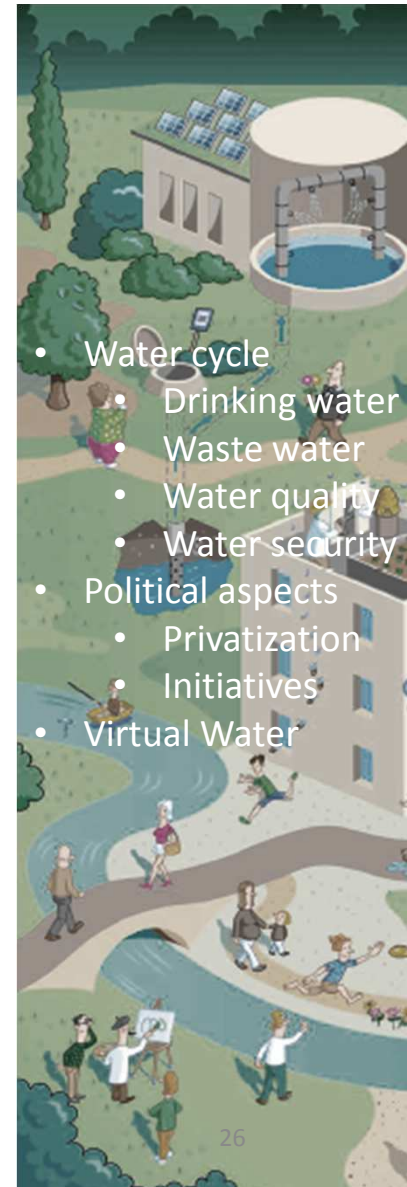 • Water cycle
• Drinking water
• Waste water
• Water quality
• Water security
• Political aspects
• Privatization
• Initiatives
• Virtual Water
26